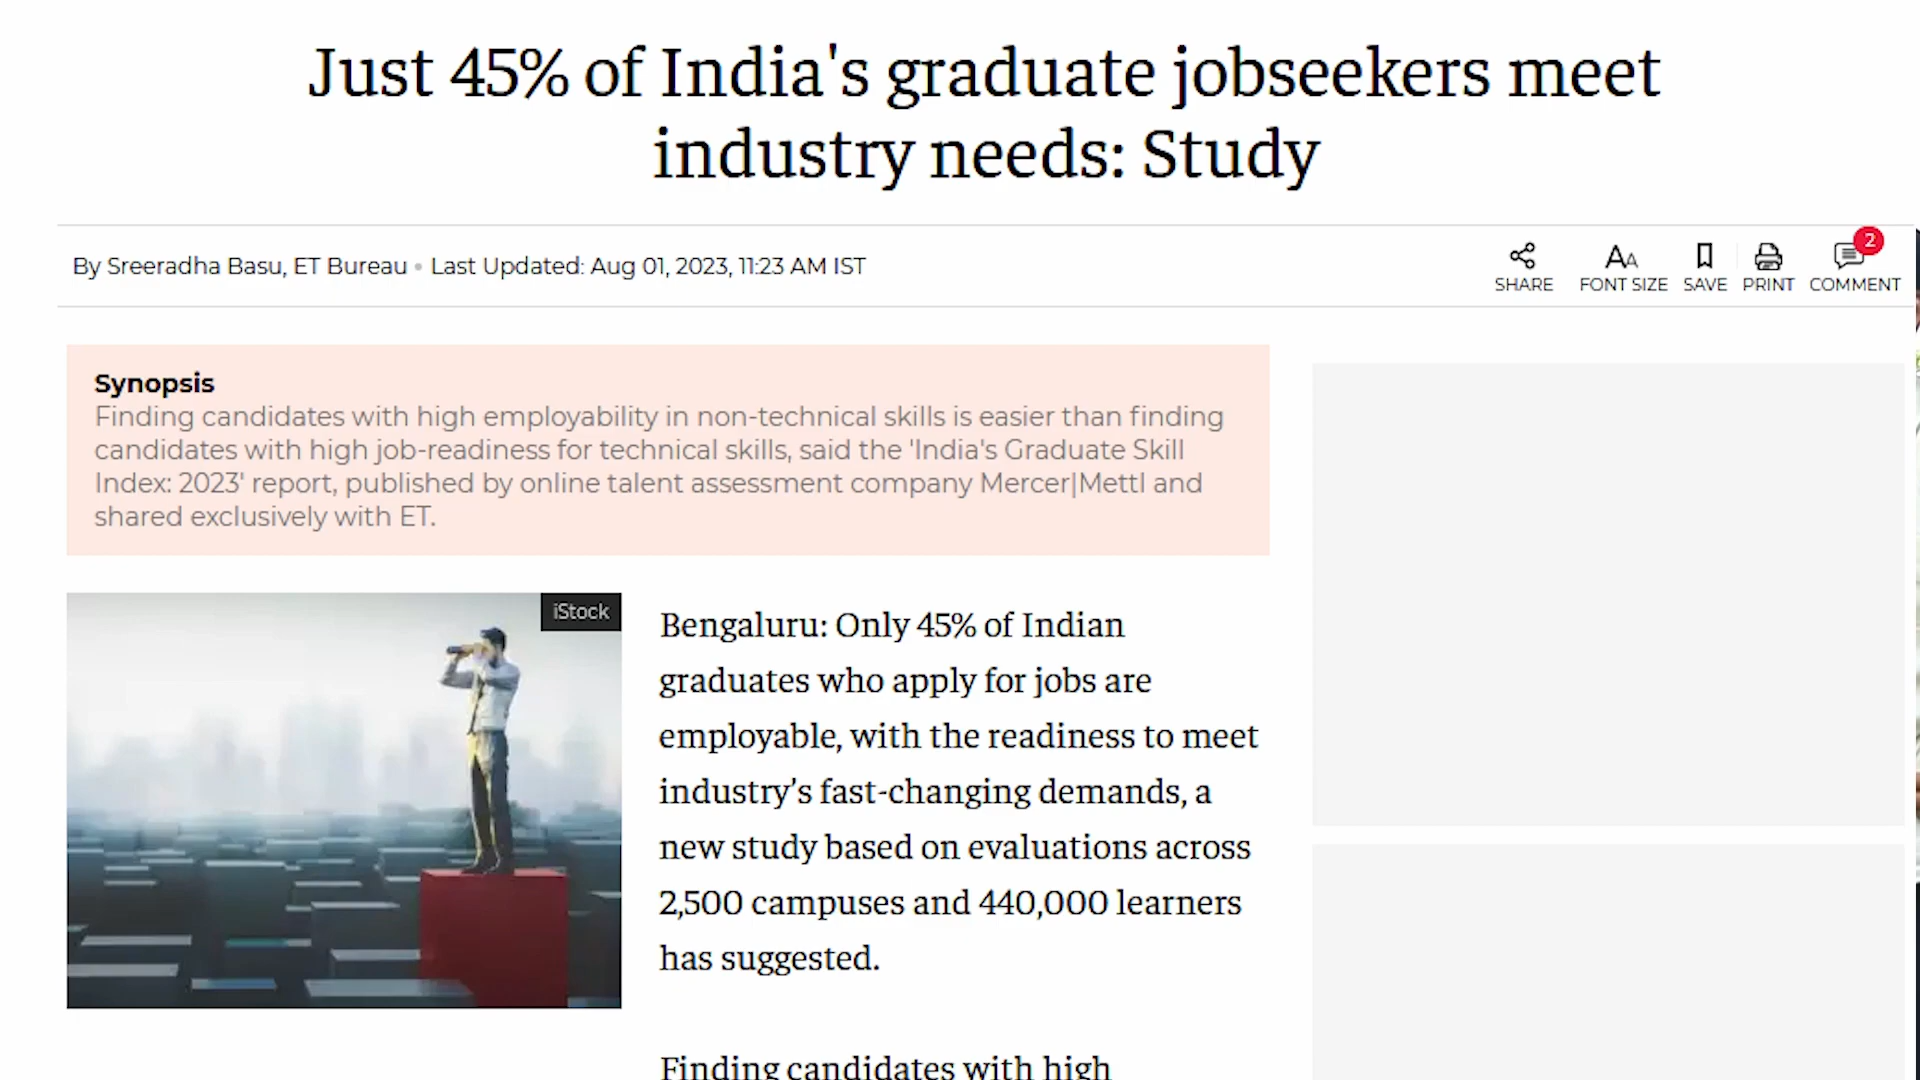 Just 45% of India's graduate jobseekers meet
industry needs: Study
By Sreeradha Basu, ET Bureau • Last Updated: Aug 01, 2023, 11:23 AM IST
SHARE
FONT SIZE
SAVE
PRINT
2
COMMENT
Synopsis
Finding candidates with high employability in non-technical skills is easier than finding
candidates with high job-readiness for technical skills, said the 'India's Graduate Skill
Index: 2023' report, published by online talent assessment company Mercer|Mettl and
shared exclusively with ET.
iStock
Bengaluru: Only 45% of Indian
graduates who apply for jobs are
employable, with the readiness to meet
industry’s fast-changing demands, a
new study based on evaluations across
2,500 campuses and 440,000 learners
has suggested.
Finding candidates with high